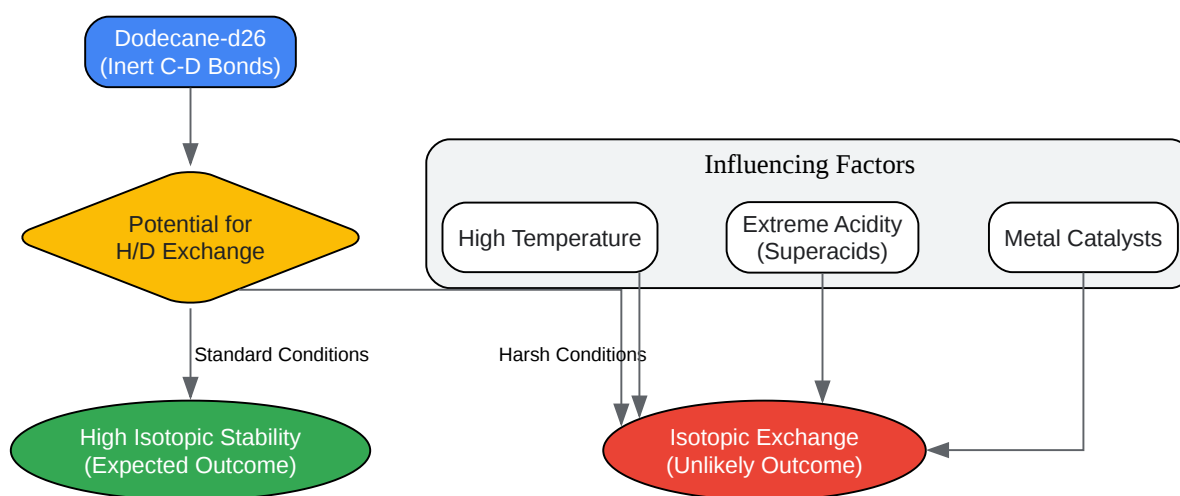 Dodecane-d26
(Inert C-D Bonds)
Influencing Factors
Potential for
H/D Exchange
High Temperature
Extreme Acidity
(Superacids)
Metal Catalysts
Standard Conditions
Harsh Conditions
High Isotopic Stability
(Expected Outcome)
Isotopic Exchange
(Unlikely Outcome)